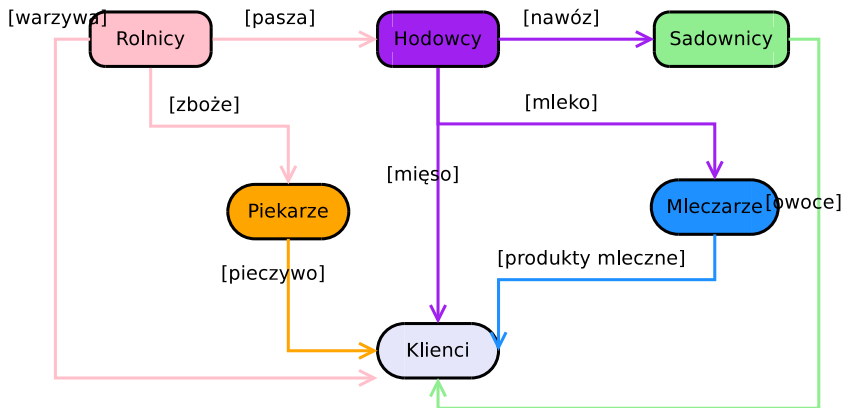 [warzywa]
Rolnicy
[pasza]
Hodowcy
[nawóz]
Sadownicy
[zboże]
[mleko]
[mięso]
Piekarze
Mleczarze
[owoce]
[pieczywo]
[produkty mleczne]
Klienci